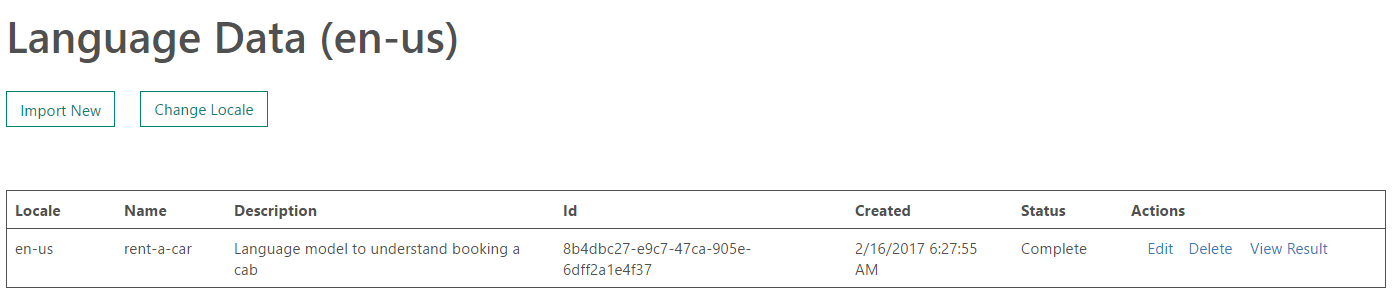 Language Data (en-us)
Import New Change Locale
Locale Name Description Id Created Status Actions
en-us rent-a-car Language model to understand booking a 8b4dbc27-e9c7-47ca-905e- 2/16/2017 6:27:55 Complete Edit Delete View Result
cab 6dff2a1e4f37 AM